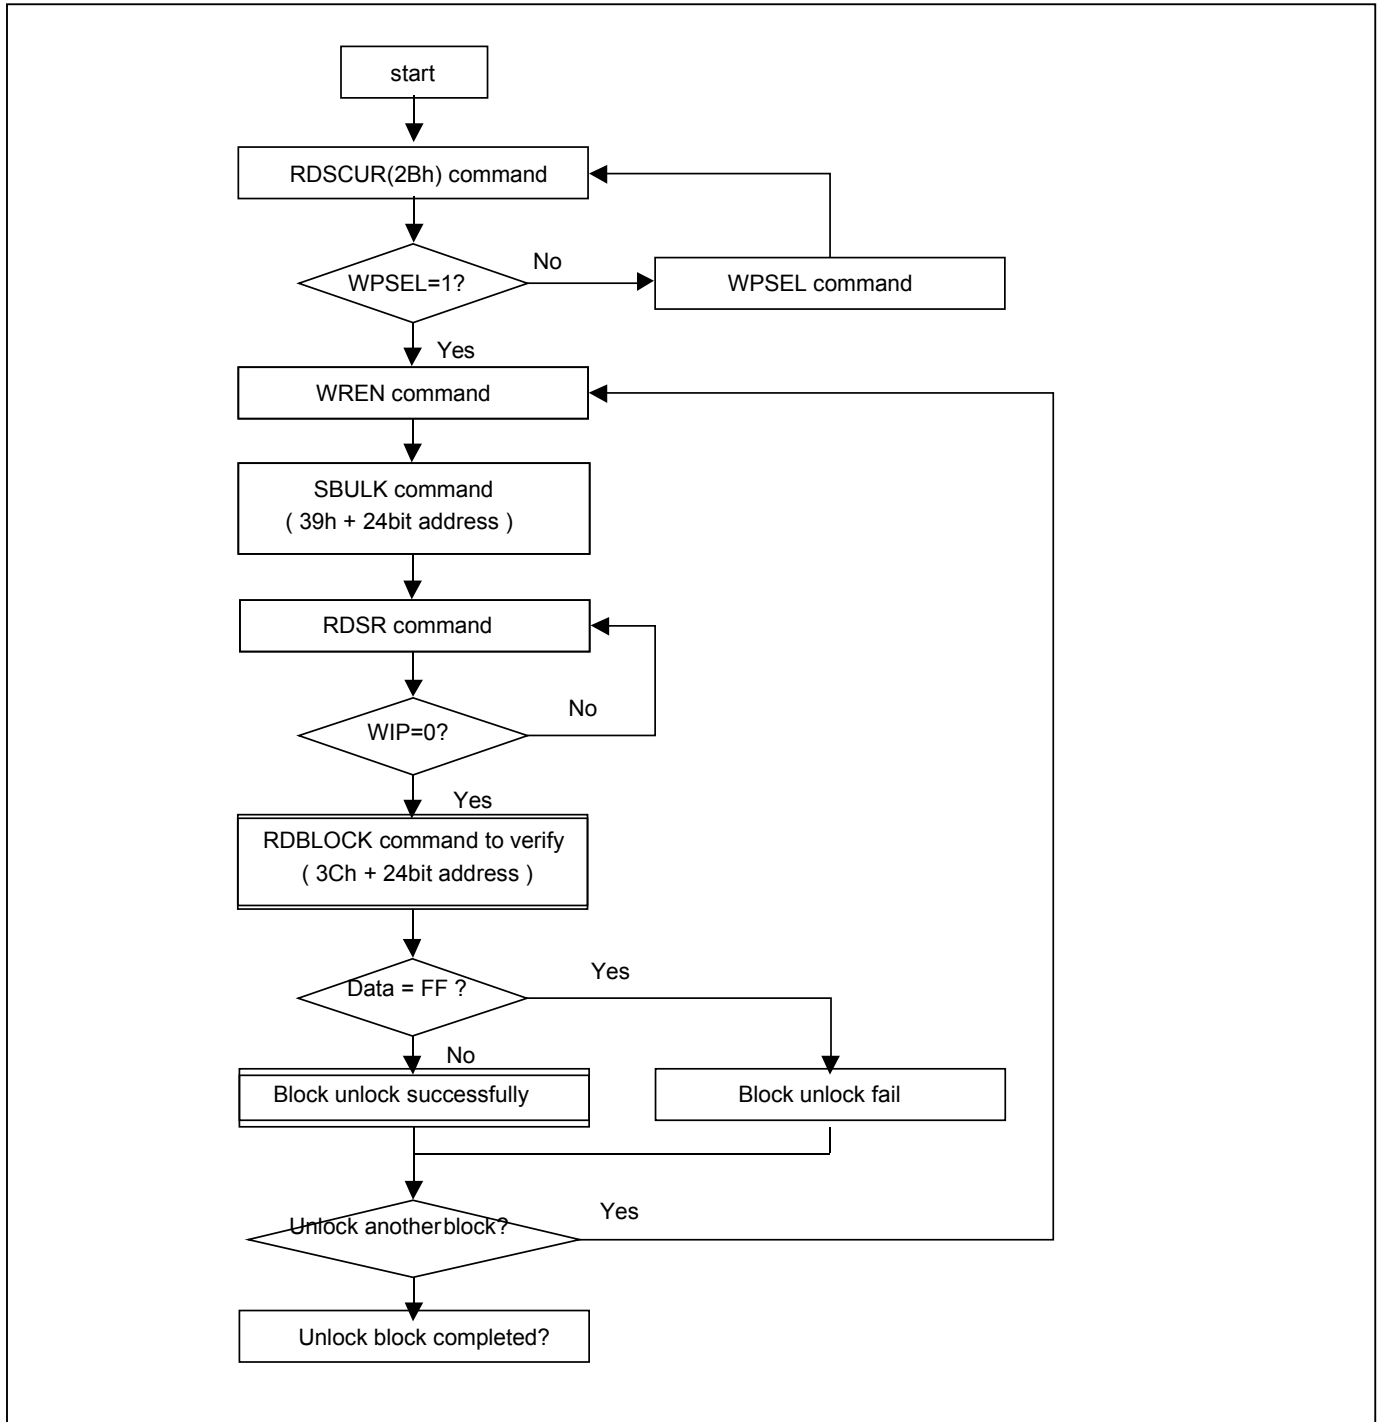 start
RDSCUR(2Bh) command
WPSEL=1?
No
WPSEL command
Yes
WREN command
SBULK command
( 39h + 24bit address )
RDSR command
WIP=0?
No
Yes
RDBLOCK command to verify
( 3Ch + 24bit address )
Data = FF ?
Yes
No
Block unlock successfully
Block unlock fail
Unlock anotherblock?
Yes
Unlock block completed?